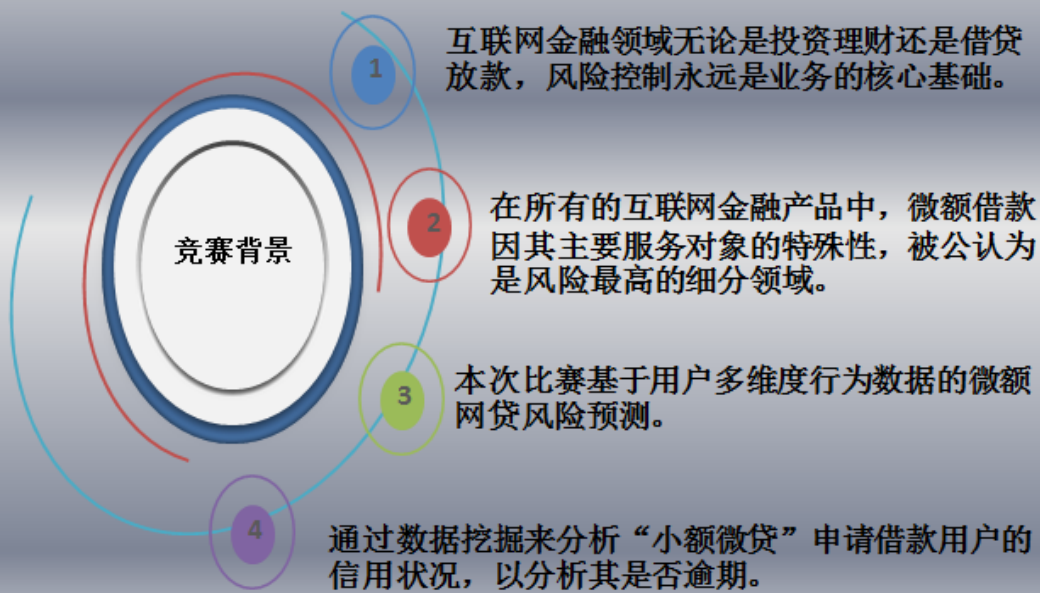 1
互联网金融领域无论是投资理财还是借贷
放款，风险控制永远是业务的核心基础。
2
在所有的互联网金融产品中，微额借款
因其主要服务对象的特殊性，被公认为
是风险最高的细分领域。
竞赛背景
3
本次比赛基于用户多维度行为数据的微额
网贷风险预测。
4
通过数据挖掘来分析“小额微贷”申请借款用户的
信用状况，以分析其是否逾期。